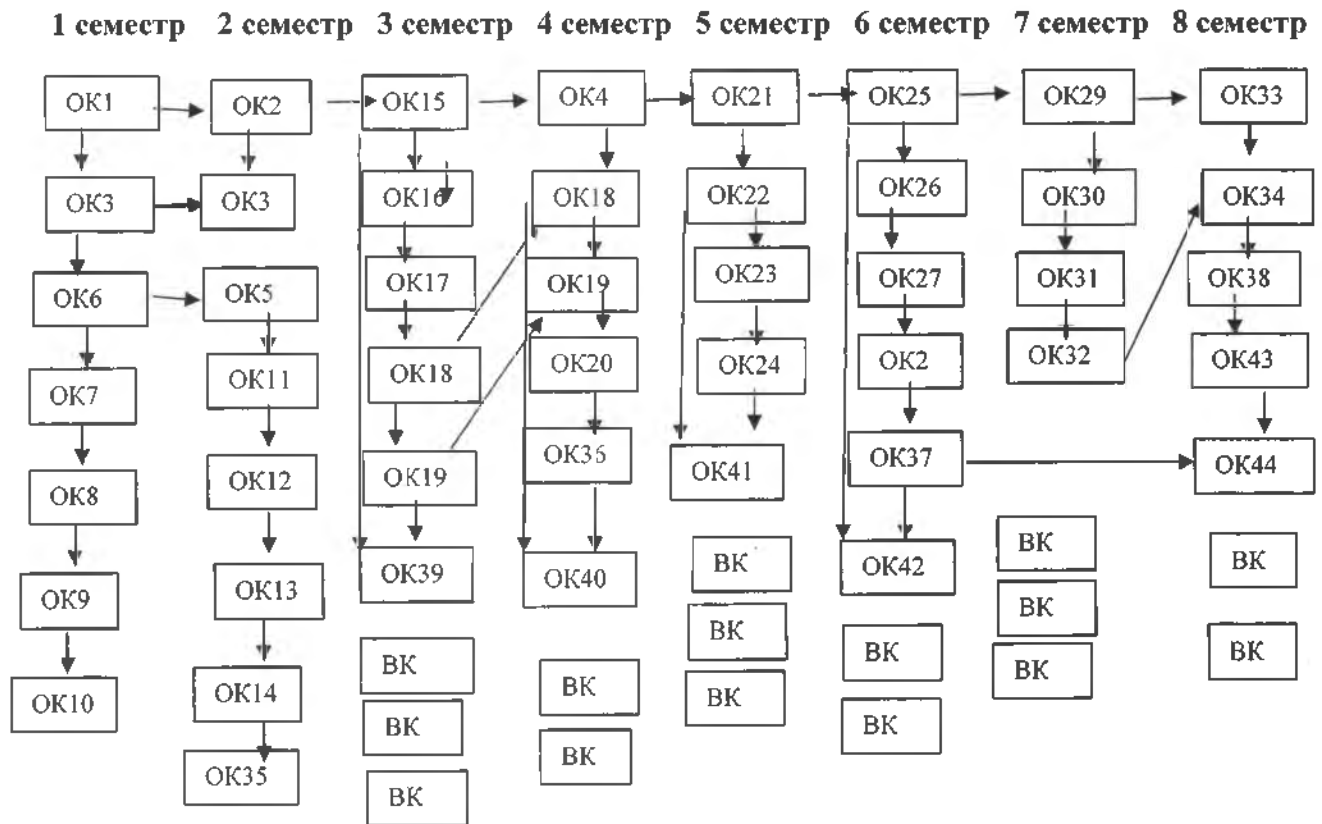 1 семестр 2 семестр 3 семестр 4 семестр 5 семестр 6 семестр 7 семестр 8 семестр
ОК1 ОК2 ОК15 ОК4 ОК21 ОК25 ОК29 ОК33
ОК3 ОК3 ОК16 ОК18 ОК22 ОК26 ОК30 ОК34
ОК6 ОК5 ОК17 ОК19 ОК23 ОК27 ОК31 ОК38
ОК7 ОК11 ОК18 ОК20 ОК24 ОК2 ОК32 ОК43
ОК8 ОК12 ОК19 ОК36 ОК41 ОК37 ОК44
ОК9 ОК13 ОК39 ОК40 ВК ОК42 ВК ВК
ОК10 ОК14 ВК ВК ВК ВК ВК ВК
ОК35 ВК ВК ВК ВК ВК
ВК